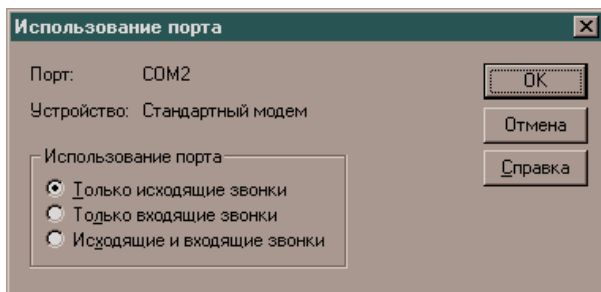 Использование порта
Порт: COM2
Устройство: Стандартный модем
Использование порта
Только исходящие звонки
Только входящие звонки
Исходящие и входящие звонки
OK
Отмена
Справка